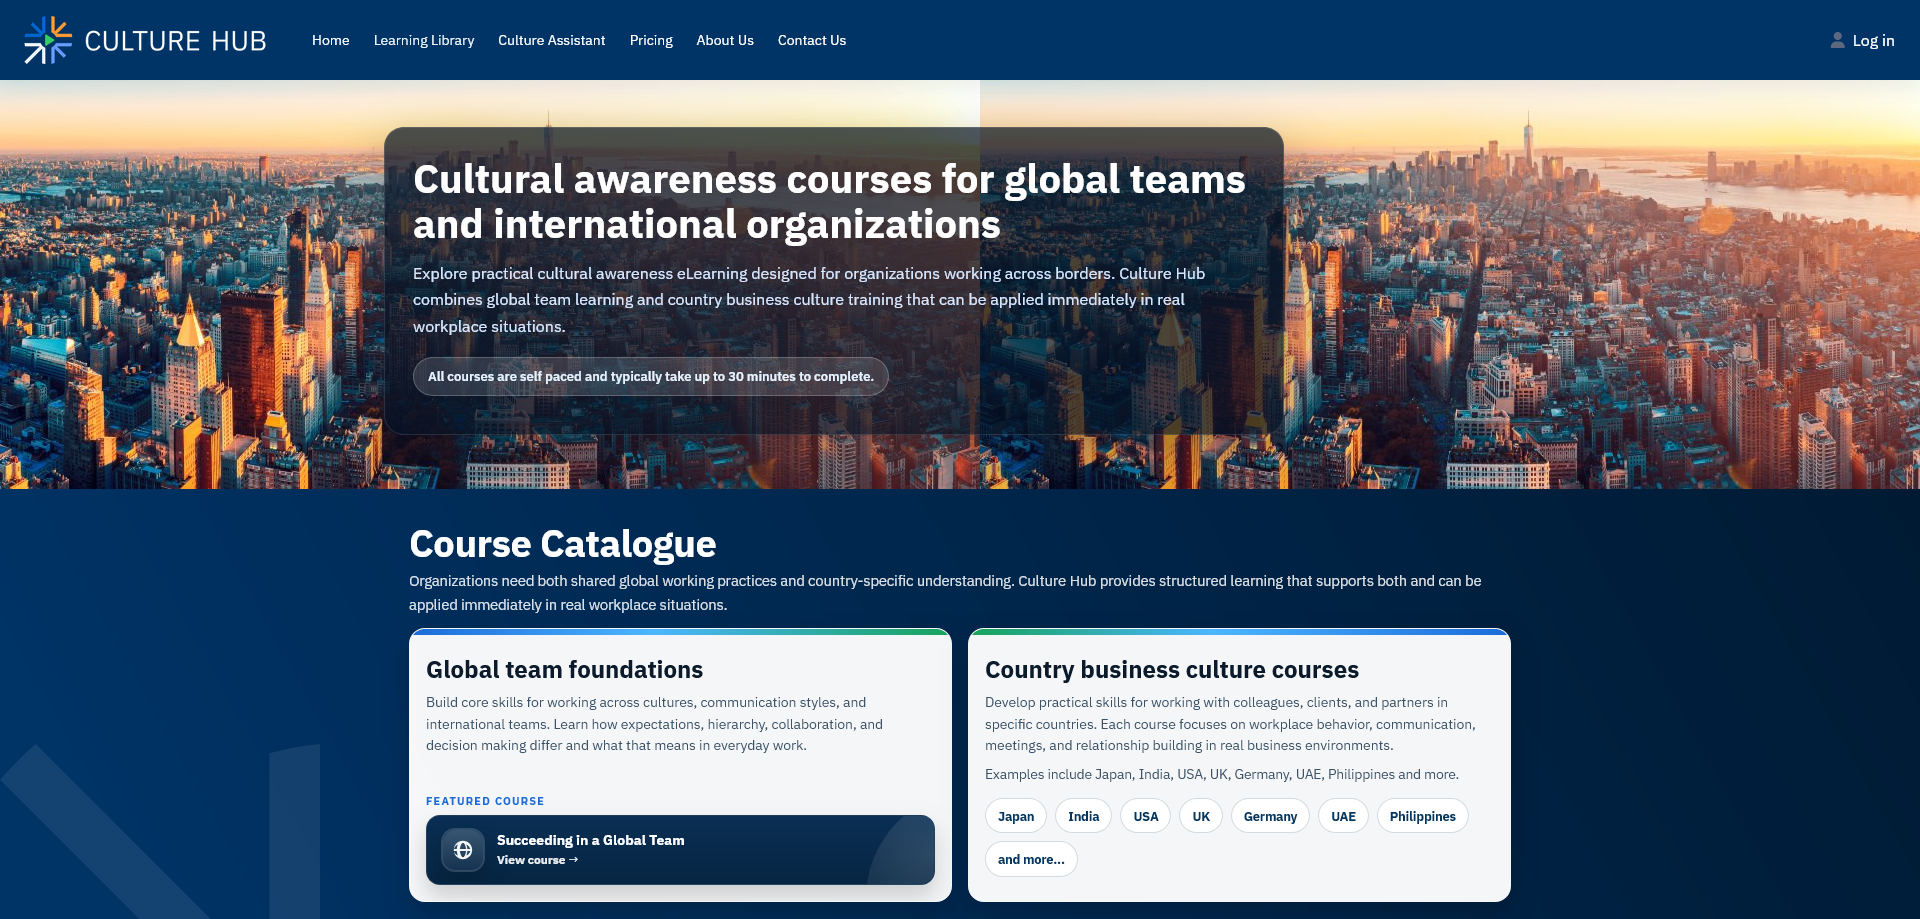 CULTURE HUB
Home
Learning Library
Culture Assistant
Pricing
About Us
Contact Us
Log in
Cultural awareness courses for global teams
and international organizations
Explore practical cultural awareness eLearning designed for organizations working across borders. Culture Hub
combines global team learning and country business culture training that can be applied immediately in real
workplace situations.
All courses are self paced and typically take up to 30 minutes to complete.
Course Catalogue
Organizations need both shared global working practices and country-specific understanding. Culture Hub provides structured learning that supports both and can be
applied immediately in real workplace situations.
Global team foundations
Build core skills for working across cultures, communication styles, and
international teams. Learn how expectations, hierarchy, collaboration, and
decision making differ and what that means in everyday work.
FEATURED COURSE
Succeeding in a Global Team
View course →
Country business culture courses
Develop practical skills for working with colleagues, clients, and partners in
specific countries. Each course focuses on workplace behavior, communication,
meetings, and relationship building in real business environments.
Examples include Japan, India, USA, UK, Germany, UAE, Philippines and more.
Japan
India
USA
UK
Germany
UAE
Philippines
and more...